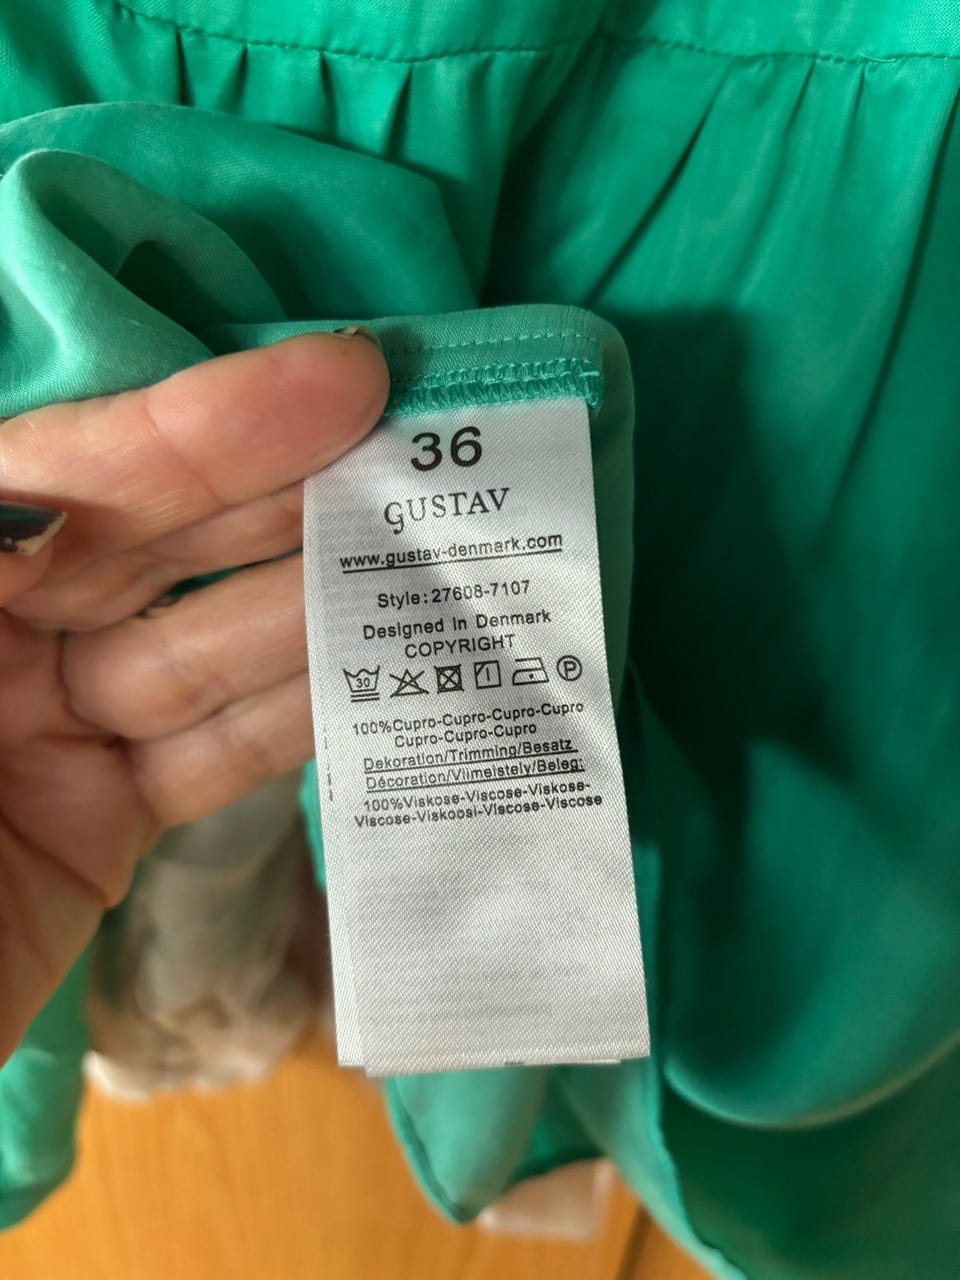 36
GUSTAV
www.gustav-denmark.com
Style:27608-7107
Designed in Denmark
COPYRIGHT
30 P
100%Cupro-Cupro-Cupro-Cupro
Cupro-Cupro-Cupro
Dekoration/Trimming/Besatz
Décoration/Viimeistely/Beleg:
100%Viskose-Viscose-Viskose-
Viscose-Viskoosi-Viscose-Viscose